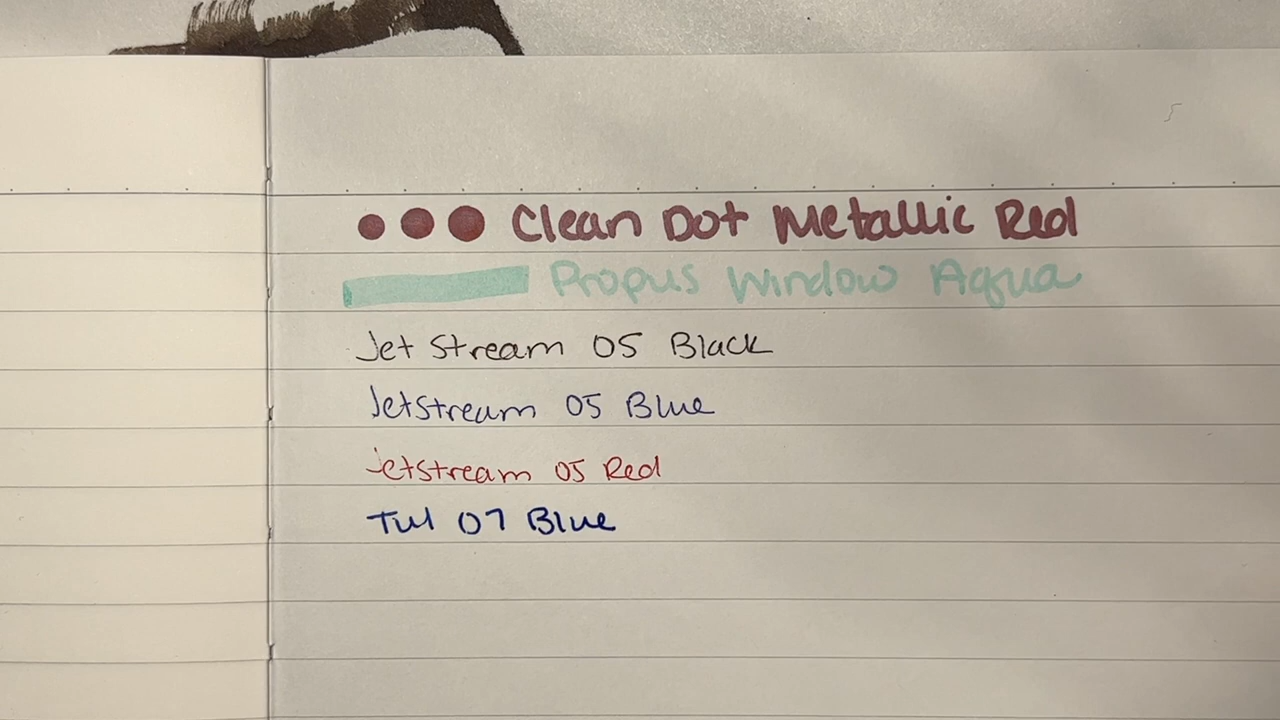 Clean Dot Metallic Red
Propus Window Aqua
Jet Stream 05 Black
Jetstream 05 Blue
Jetstream 05 Red
Tul 07 Blue